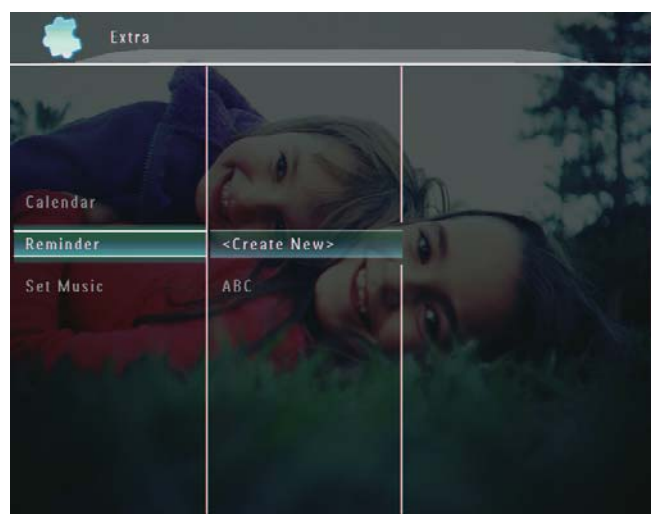 Extra
Calendar
Reminder
<Create New>
Set Music
ABC